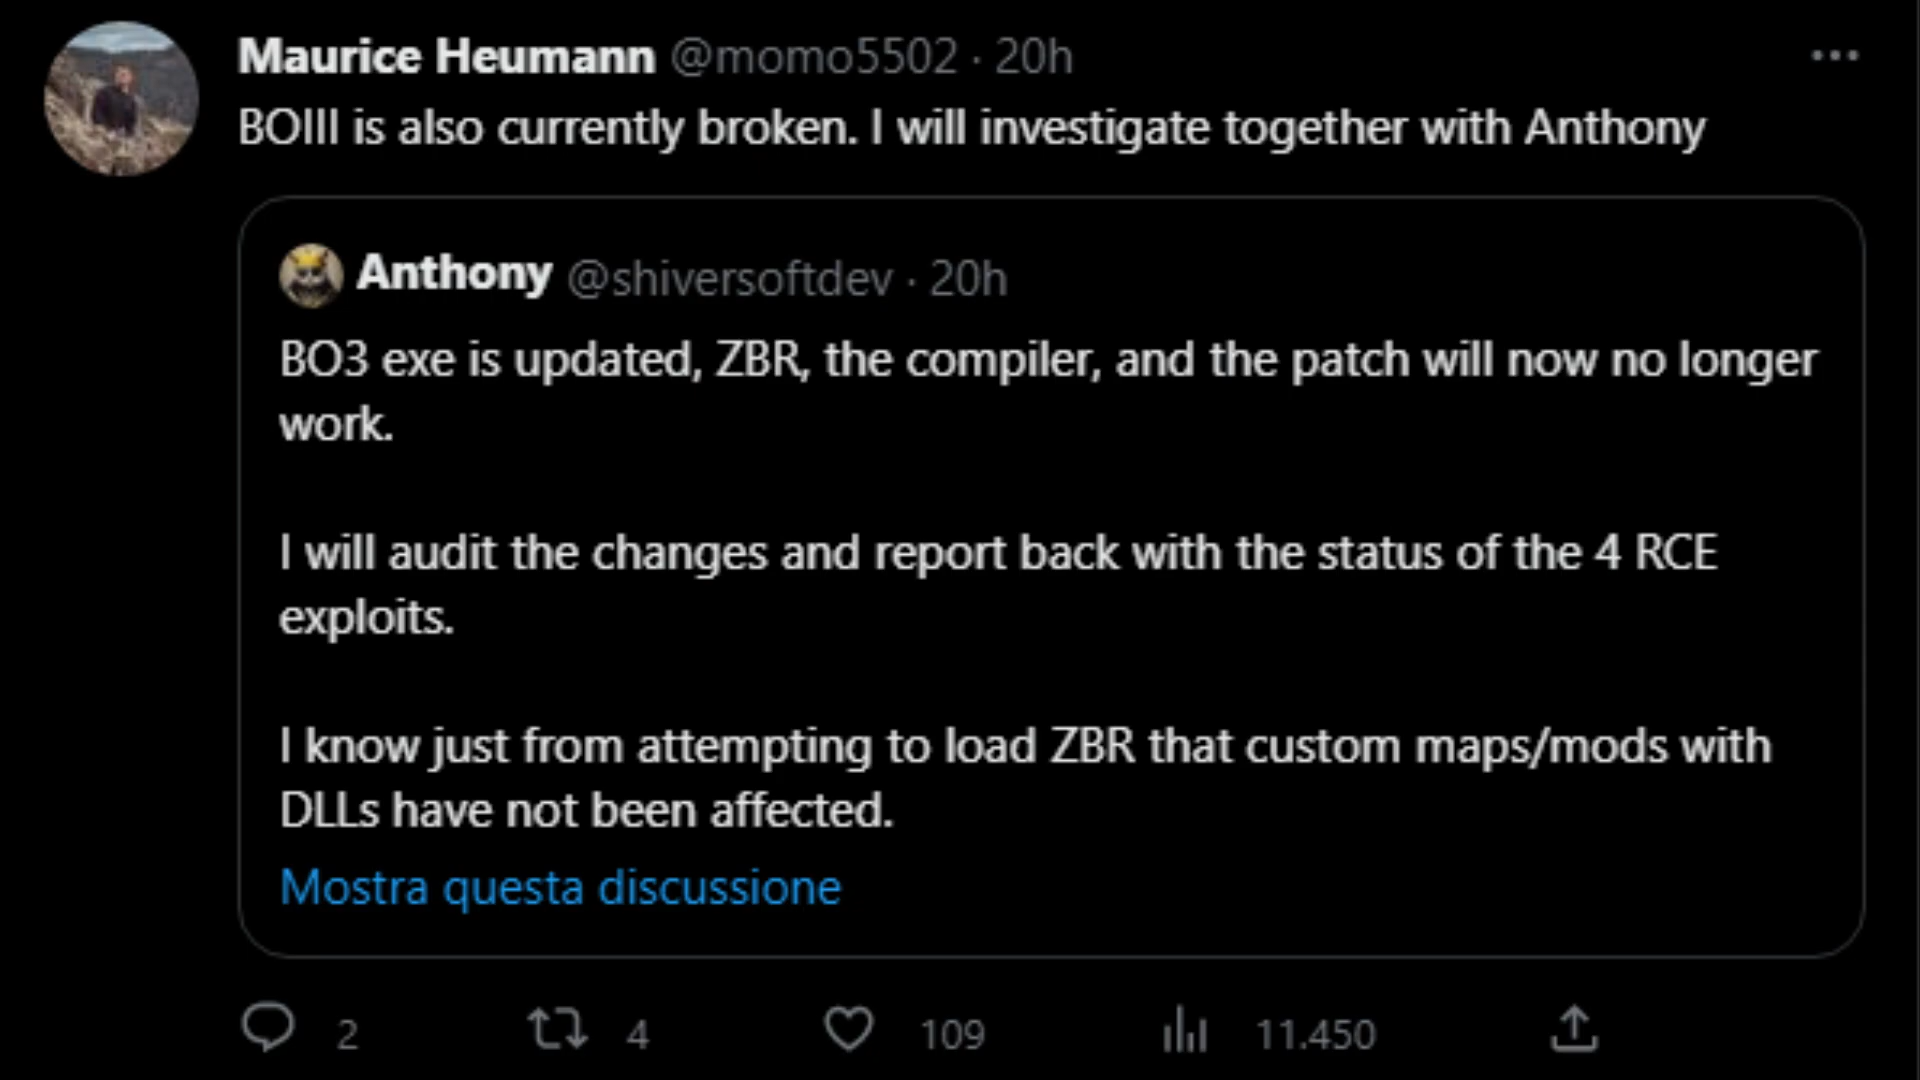 Maurice Heumann @momo5502 · 20h
BOIII is also currently broken. I will investigate together with Anthony
Anthony @shiversoftdev · 20h
BO3 exe is updated, ZBR, the compiler, and the patch will now no longer
work.
I will audit the changes and report back with the status of the 4 RCE
exploits.
I know just from attempting to load ZBR that custom maps/mods with
DLLs have not been affected.
Mostra questa discussione
2 4 109 11.450